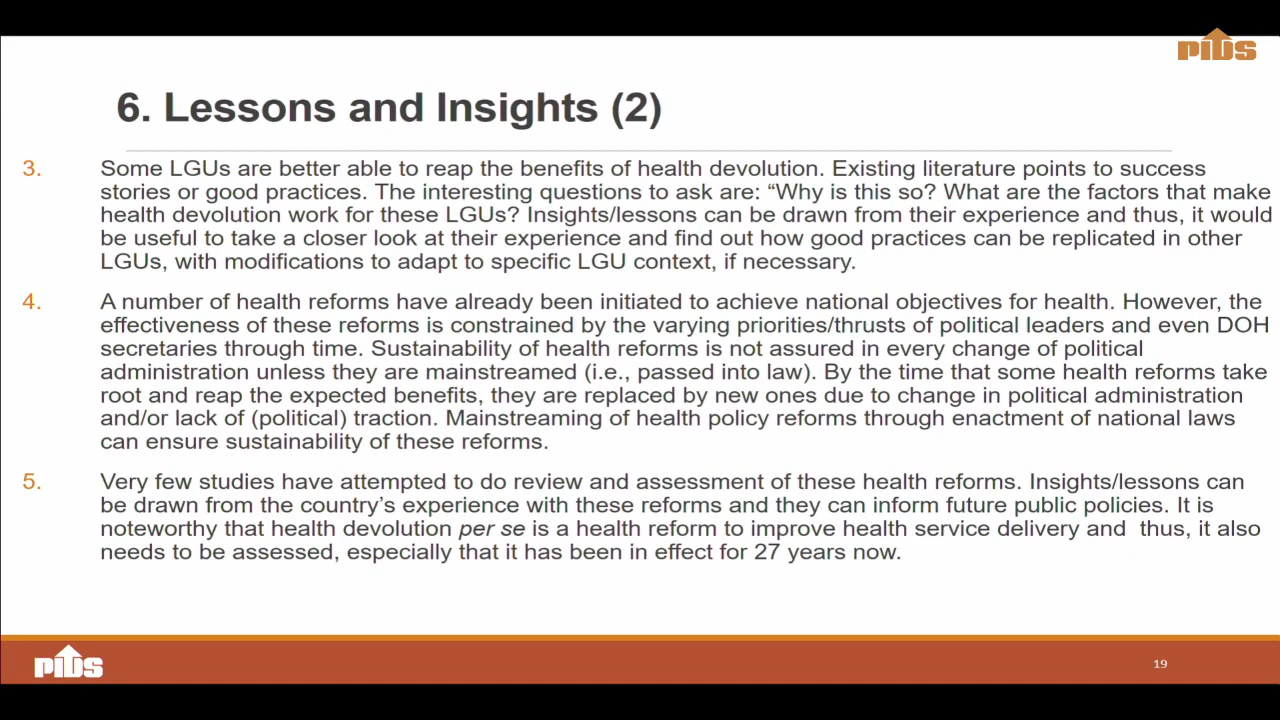 PIDS
6. Lessons and Insights (2)
3. Some LGUs are better able to reap the benefits of health devolution. Existing literature points to success
stories or good practices. The interesting questions to ask are: “Why is this so? What are the factors that make
health devolution work for these LGUs? Insights/lessons can be drawn from their experience and thus, it would
be useful to take a closer look at their experience and find out how good practices can be replicated in other
LGUs, with modifications to adapt to specific LGU context, if necessary.
4. A number of health reforms have already been initiated to achieve national objectives for health. However, the
effectiveness of these reforms is constrained by the varying priorities/thrusts of political leaders and even DOH
secretaries through time. Sustainability of health reforms is not assured in every change of political
administration unless they are mainstreamed (i.e., passed into law). By the time that some health reforms take
root and reap the expected benefits, they are replaced by new ones due to change in political administration
and/or lack of (political) traction. Mainstreaming of health policy reforms through enactment of national laws
can ensure sustainability of these reforms.
5. Very few studies have attempted to do review and assessment of these health reforms. Insights/lessons can
be drawn from the country’s experience with these reforms and they can inform future public policies. It is
noteworthy that health devolution per se is a health reform to improve health service delivery and thus, it also
needs to be assessed, especially that it has been in effect for 27 years now.
PIDS
19